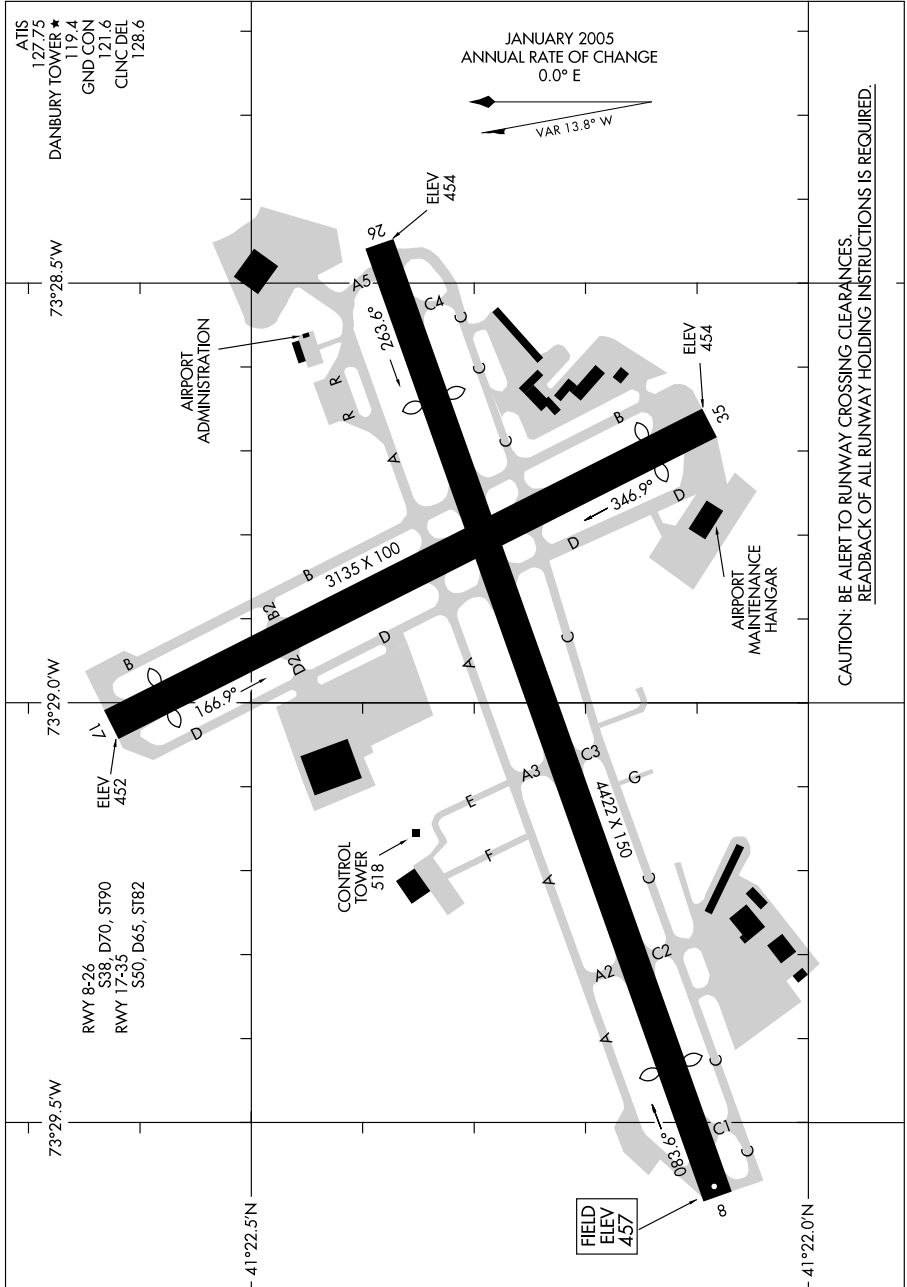 ATIS
127.75
DANBURY TOWER ★
119.4
GND CON
121.6
CLNC DEL
128.6
JANUARY 2005
ANNUAL RATE OF CHANGE
0.0° E
VAR 13.8° W
73°28.5'W
73°29.0'W
73°29.5'W
41°22.5'N
41°22.0'N
AIRPORT
ADMINISTRATION
ELEV
454
26
A5
263.6°
C4
C
R
R
A
C
C
B
ELEV
454
35
346.9°
D
D
AIRPORT
MAINTENANCE
HANGAR
3135 X 100
B
B2
B
D2
D
D
166.9°
17
ELEV
452
A
C
A3
C3
E
F
G
4422 X 150
CONTROL
TOWER
518
A
C
A2
C2
A
C
RWY 8-26
S38, D70, ST90
RWY 17-35
S50, D65, ST82
083.6°
C1
C
8
FIELD
ELEV
457
CAUTION: BE ALERT TO RUNWAY CROSSING CLEARANCES.
READBACK OF ALL RUNWAY HOLDING INSTRUCTIONS IS REQUIRED.